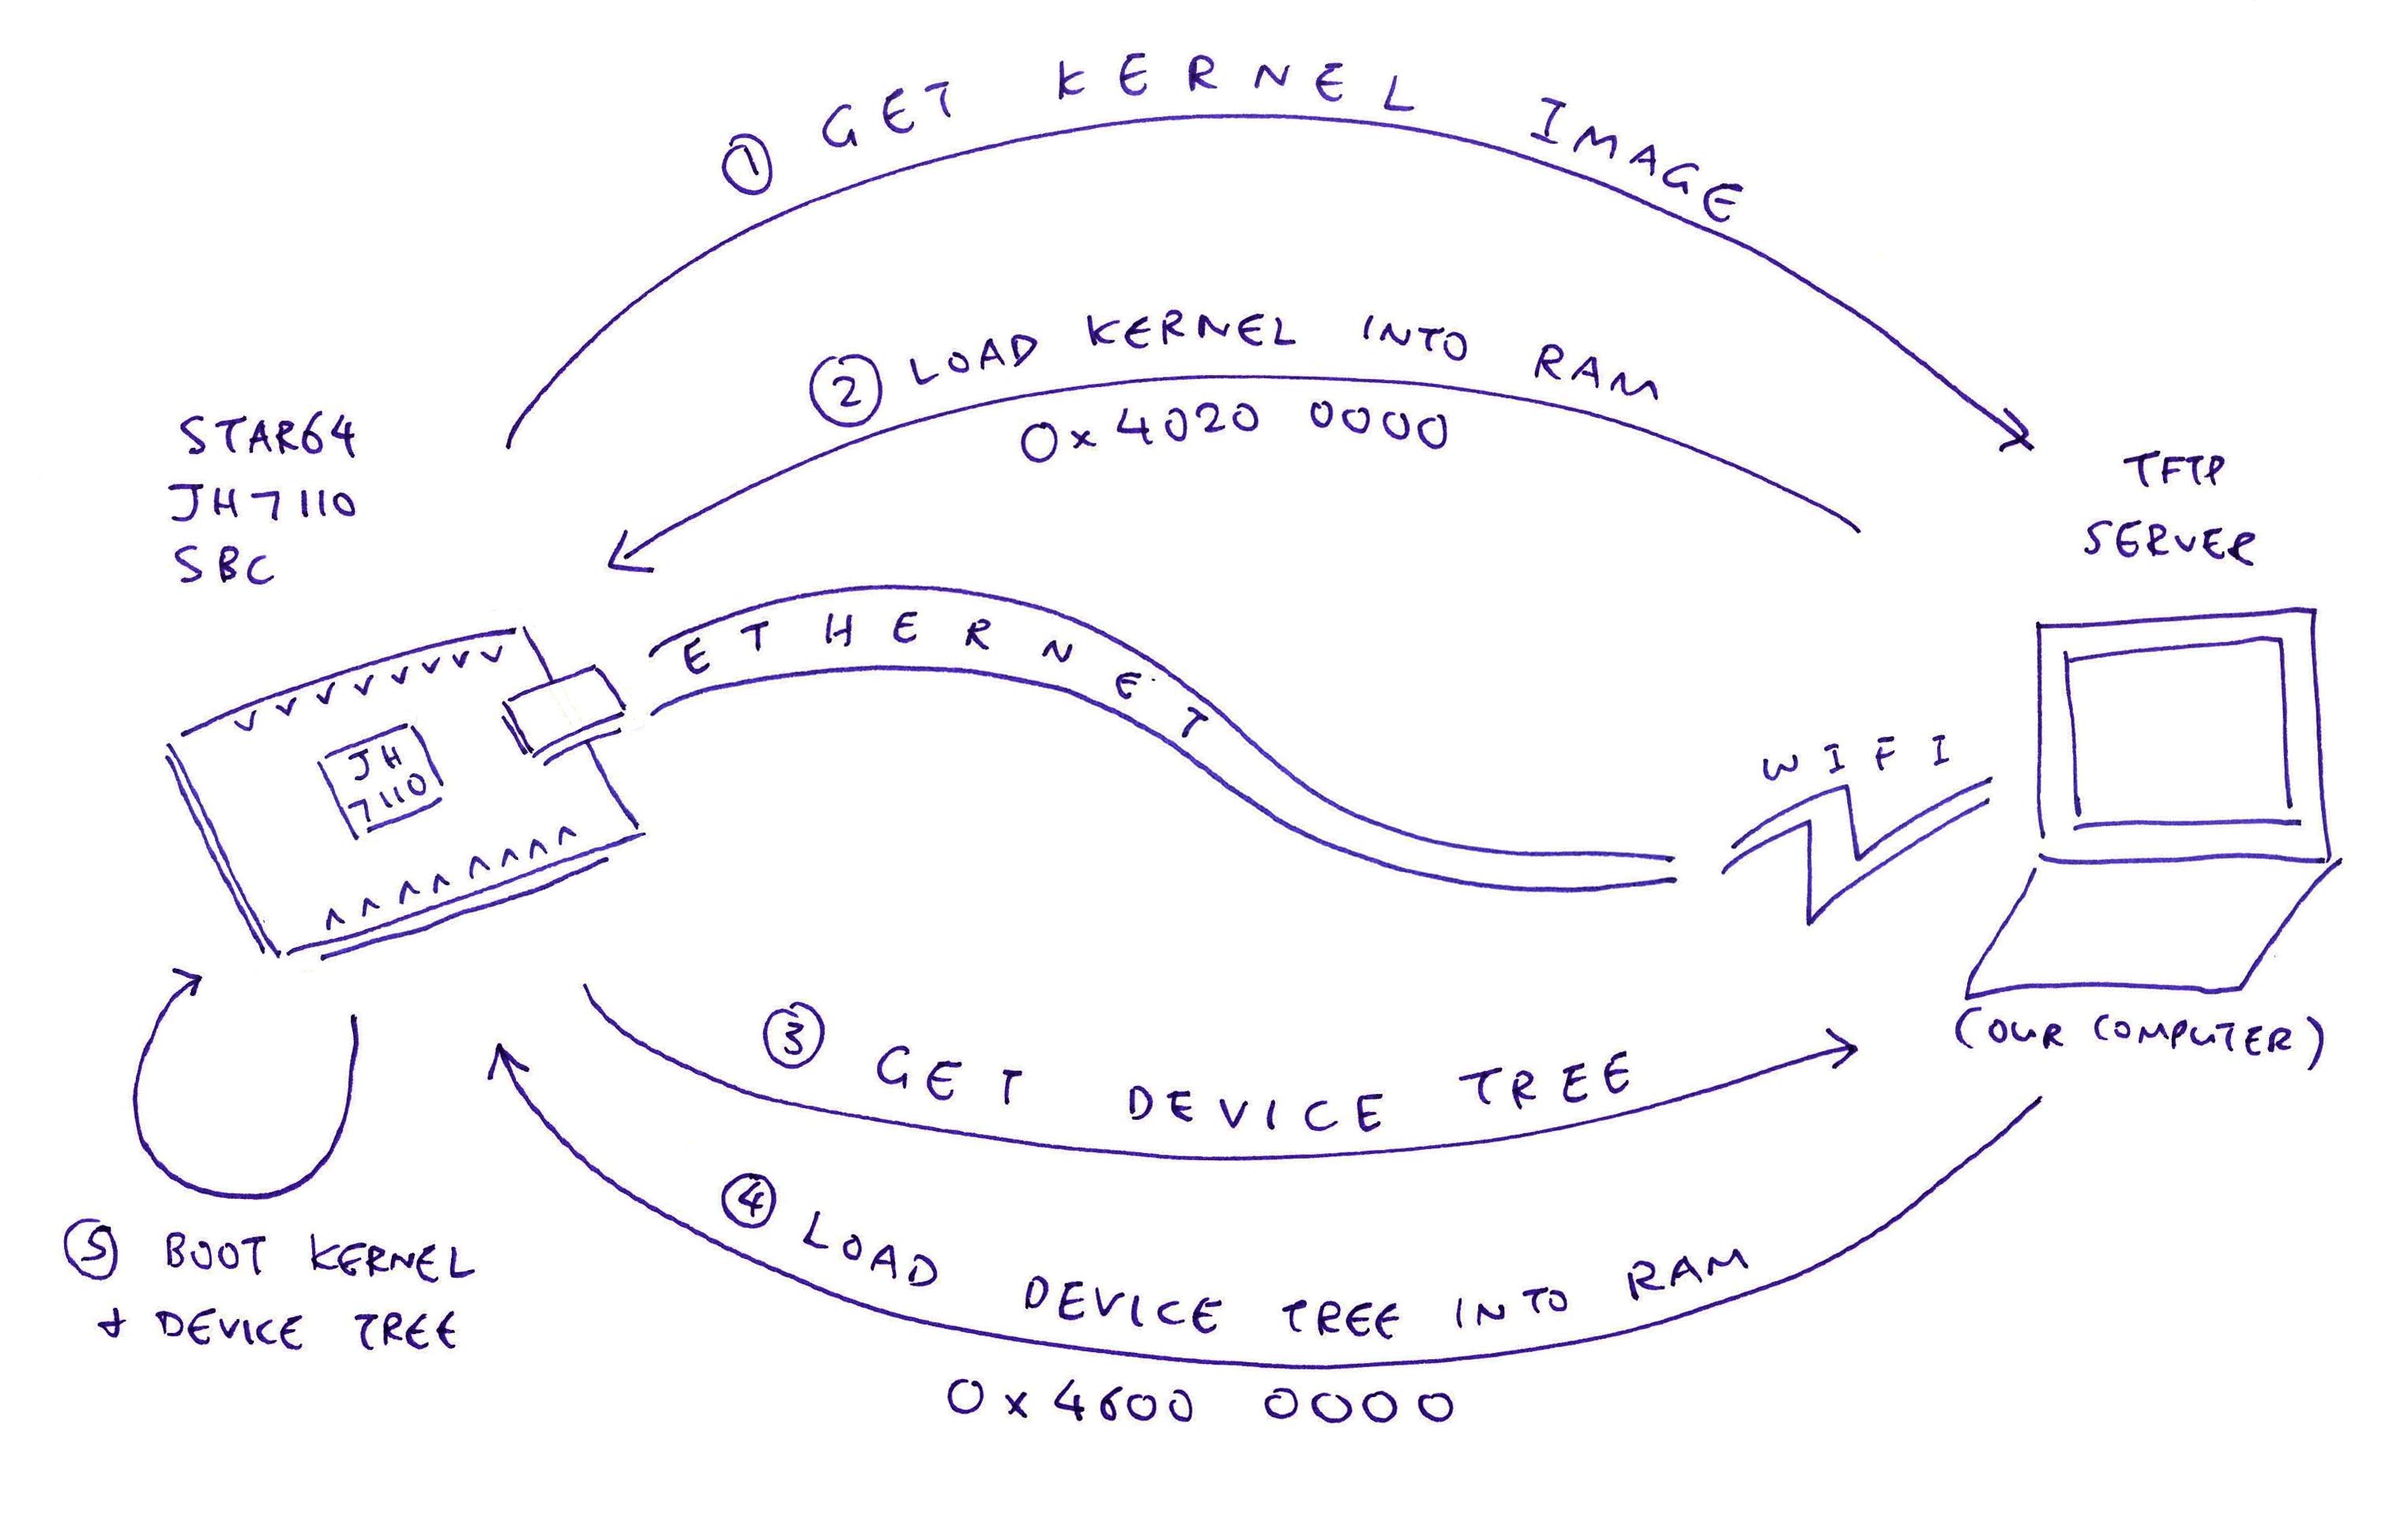 ① GET KERNEL IMAGE
② LOAD KERNEL INTO RAM
0x4020 0000
STAR64
JH7110
SBC
TFTP
SERVER
ETHERNET
JH
7110
WIFI
(OUR COMPUTER)
③ GET DEVICE TREE
④ LOAD DEVICE TREE INTO RAM
0x4600 0000
⑤ BOOT KERNEL
+ DEVICE TREE